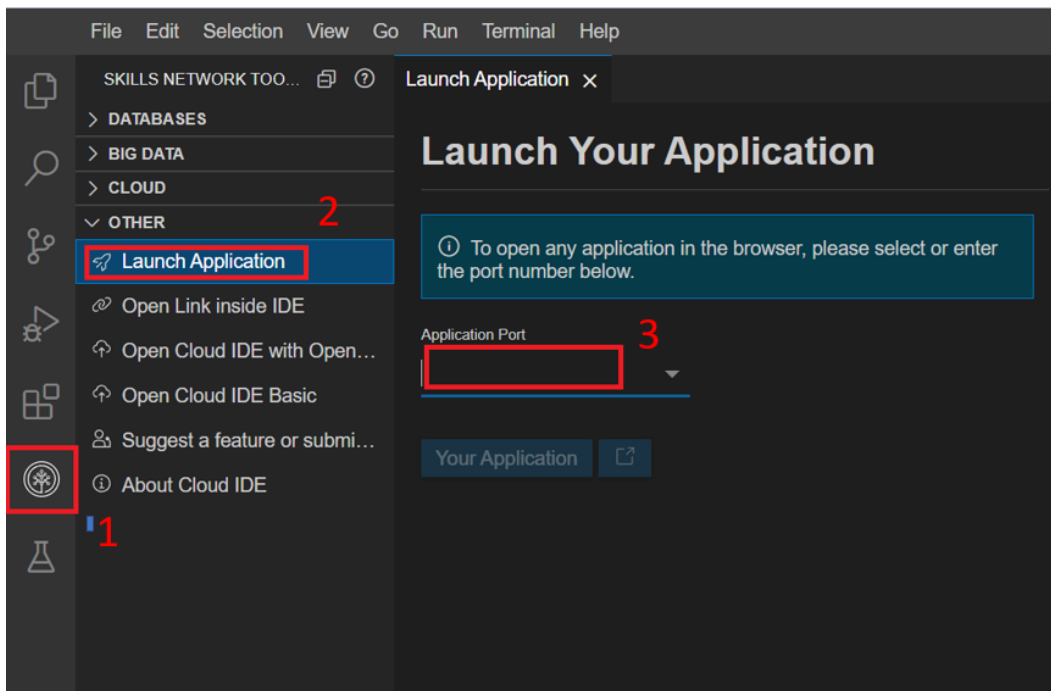 File Edit Selection View Go Run Terminal Help
SKILLS NETWORK TOO...
Launch Application
DATABASES
BIG DATA
CLOUD
OTHER
2
Launch Application
Open Link inside IDE
Open Cloud IDE with Open...
Open Cloud IDE Basic
Suggest a feature or submi...
About Cloud IDE
1
Launch Your Application
To open any application in the browser, please select or enter
the port number below.
Application Port
3
Your Application